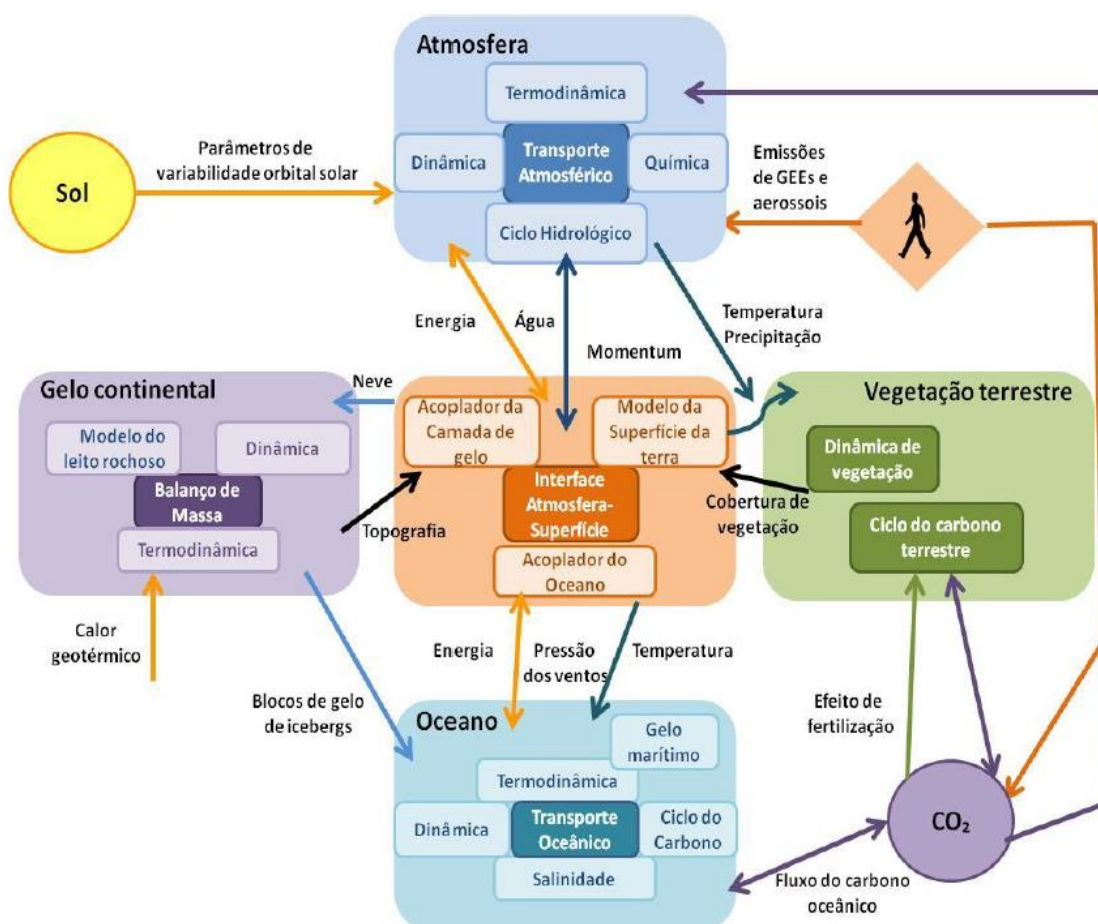 Atmosfera
Termodinâmica
Dinâmica
Transporte
Atmosférico
Química
Ciclo Hidrológico
Sol
Parâmetros de
variabilidade orbital solar
Emissões
de GEEs e
aerossois
Energia
Água
Momentum
Temperatura
Precipitação
Gelo continental
Modelo do
leito rochoso
Dinâmica
Balanço de
Massa
Termodinâmica
Neve
Topografia
Calor
geotérmico
Blocos de gelo
de icebergs
Acoplador da
Camada de
gelo
Modelo da
Superfície da
terra
Interface
Atmosfera-
Superfície
Acoplador do
Oceano
Vegetação terrestre
Dinâmica de
vegetação
Ciclo do carbono
terrestre
Cobertura de
vegetação
Energia
Pressão
dos ventos
Temperatura
Efeito de
fertilização
Oceano
Gelo
marítimo
Termodinâmica
Dinâmica
Transporte
Oceânico
Ciclo do
Carbono
Salinidade
CO₂
Fluxo do carbono
oceânico